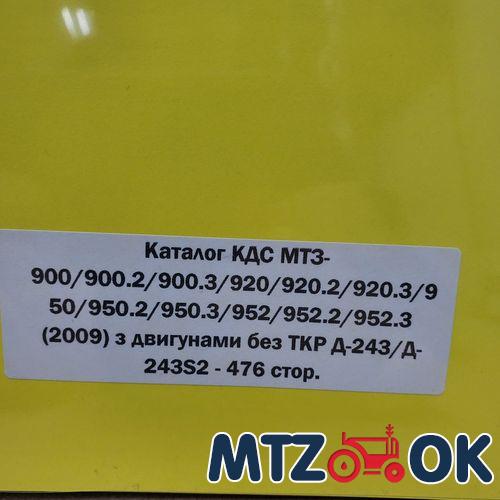 Каталог КДС МТЗ-
900/900.2/900.3/920/920.2/920.3/9
50/950.2/950.3/952/952.2/952.3
(2009) з двигунами без ТКР Д-243/Д-
243S2 - 476 стор.
MTZ OK